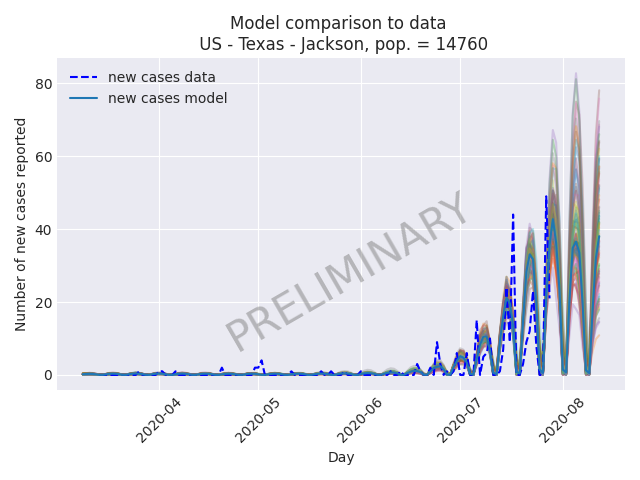 Model comparison to data
US - Texas - Jackson, pop. = 14760
new cases data
new cases model
PRELIMINARY
Number of new cases reported
80
60
40
20
0
2020-04
2020-05
2020-06
2020-07
2020-08
Day